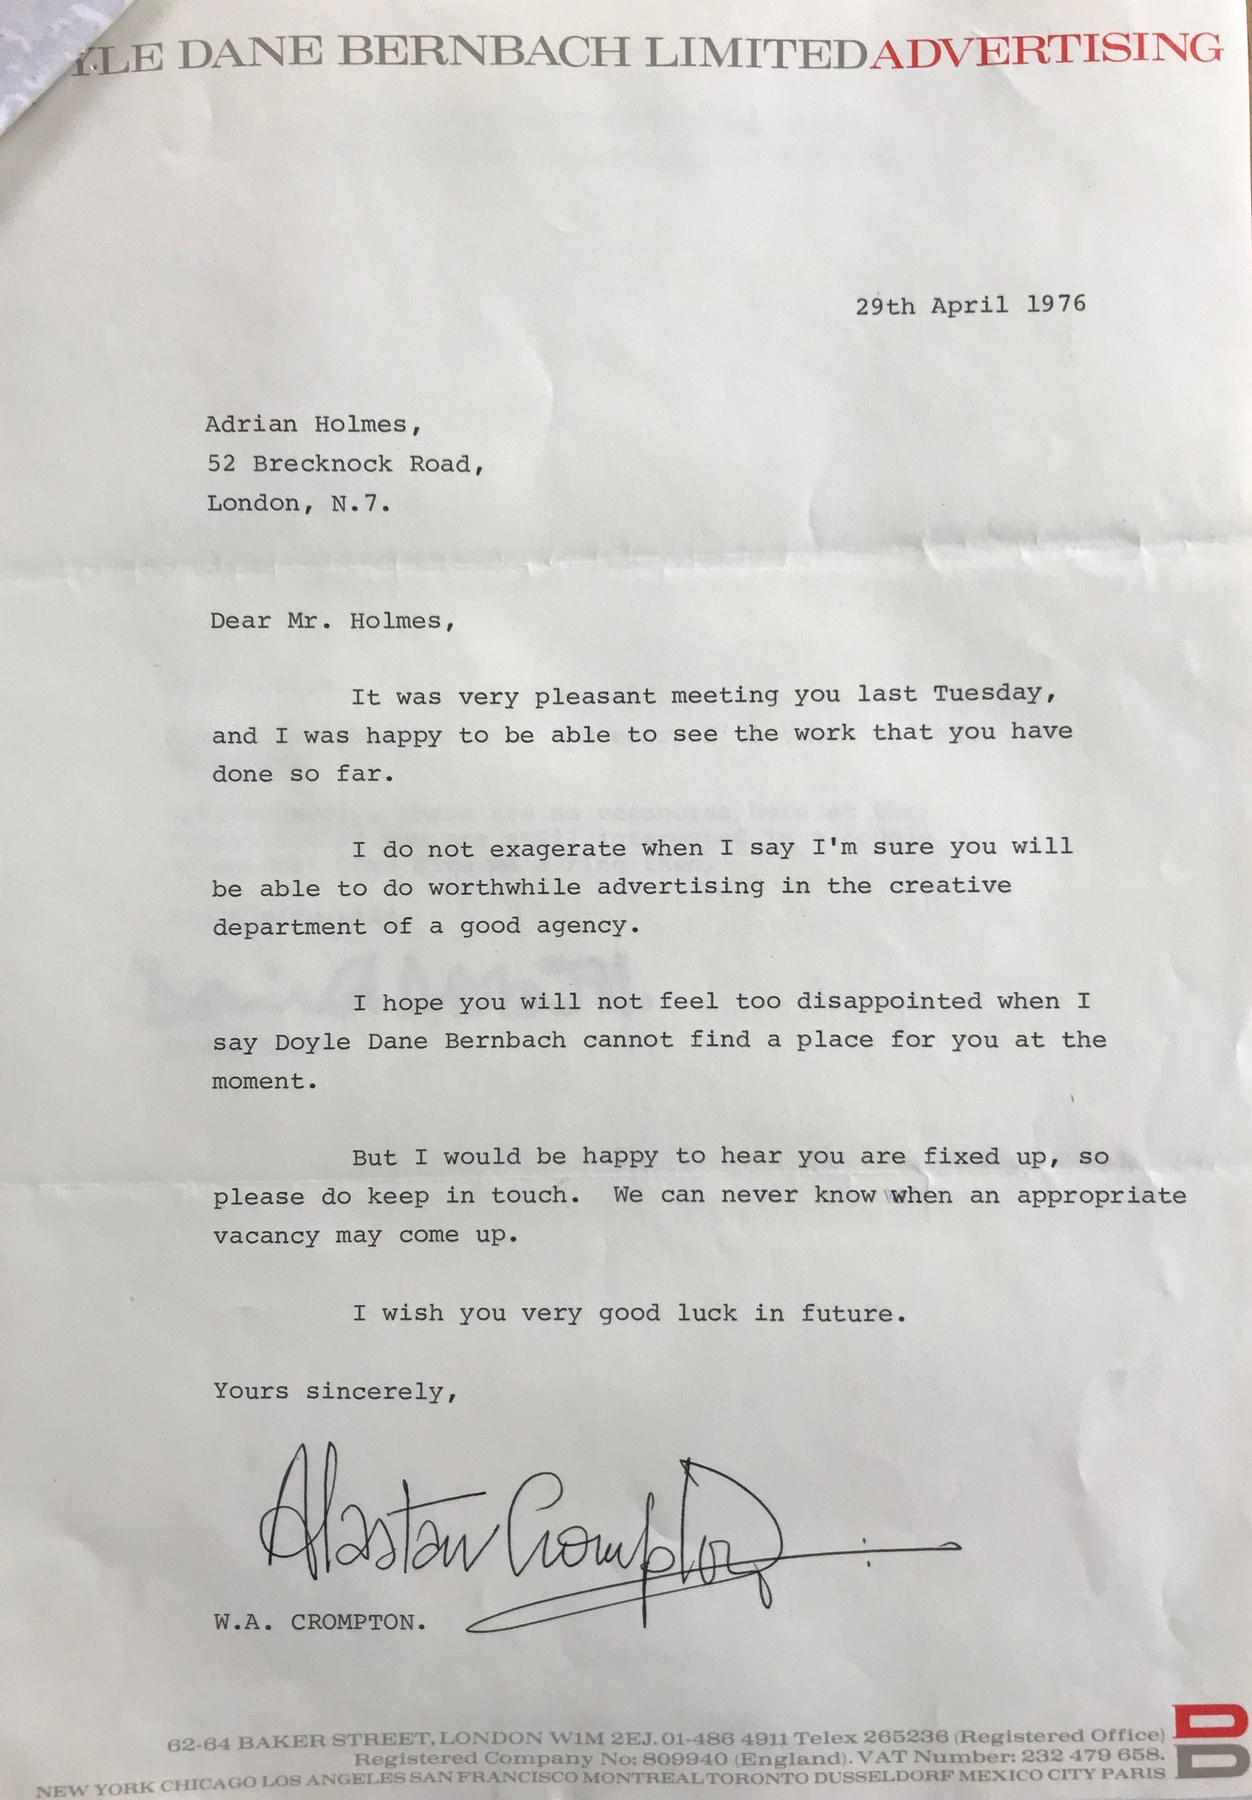 YLE DANE BERNBACH LIMITED ADVERTISING
29th April 1976
Adrian Holmes,
52 Brecknock Road,
London, N.7.
Dear Mr. Holmes,
It was very pleasant meeting you last Tuesday,
and I was happy to be able to see the work that you have
done so far.
I do not exagerate when I say I'm sure you will
be able to do worthwhile advertising in the creative
department of a good agency.
I hope you will not feel too disappointed when I
say Doyle Dane Bernbach cannot find a place for you at the
moment.
But I would be happy to hear you are fixed up, so
please do keep in touch. We can never know when an appropriate
vacancy may come up.
I wish you very good luck in future.
Yours sincerely,
Alastair Crompton
W.A. CROMPTON.
62-64 BAKER STREET, LONDON W1M 2EJ. 01-486 4911 Telex 265236 (Registered Office)
Registered Company No: 809940 (England). VAT Number: 232 479 658.
NEW YORK CHICAGO LOS ANGELES SAN FRANCISCO MONTREAL TORONTO DUSSELDORF MEXICO CITY PARIS